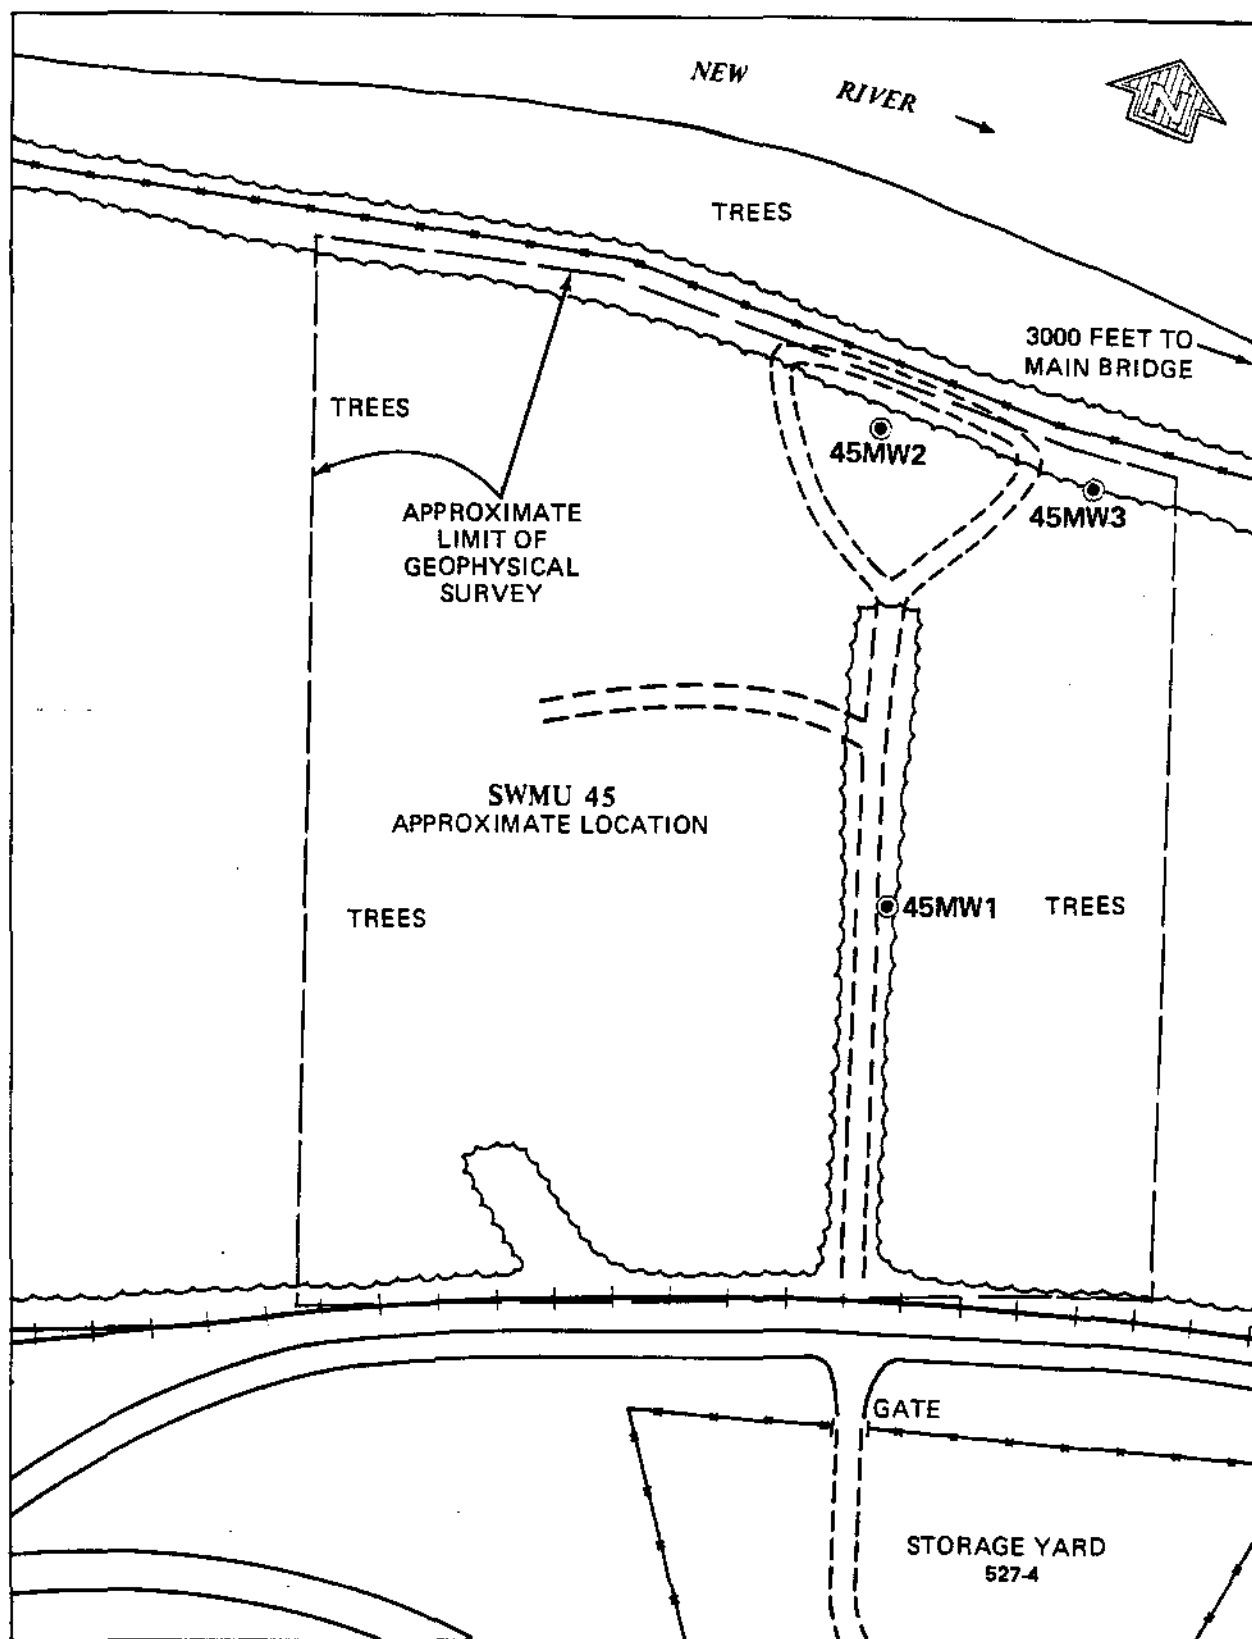 NEW RIVER
N
TREES
3000 FEET TO
MAIN BRIDGE
TREES
45MW2
45MW3
APPROXIMATE
LIMIT OF
GEOPHYSICAL
SURVEY
SWMU 45
APPROXIMATE LOCATION
TREES
45MW1
TREES
GATE
STORAGE YARD
527-4